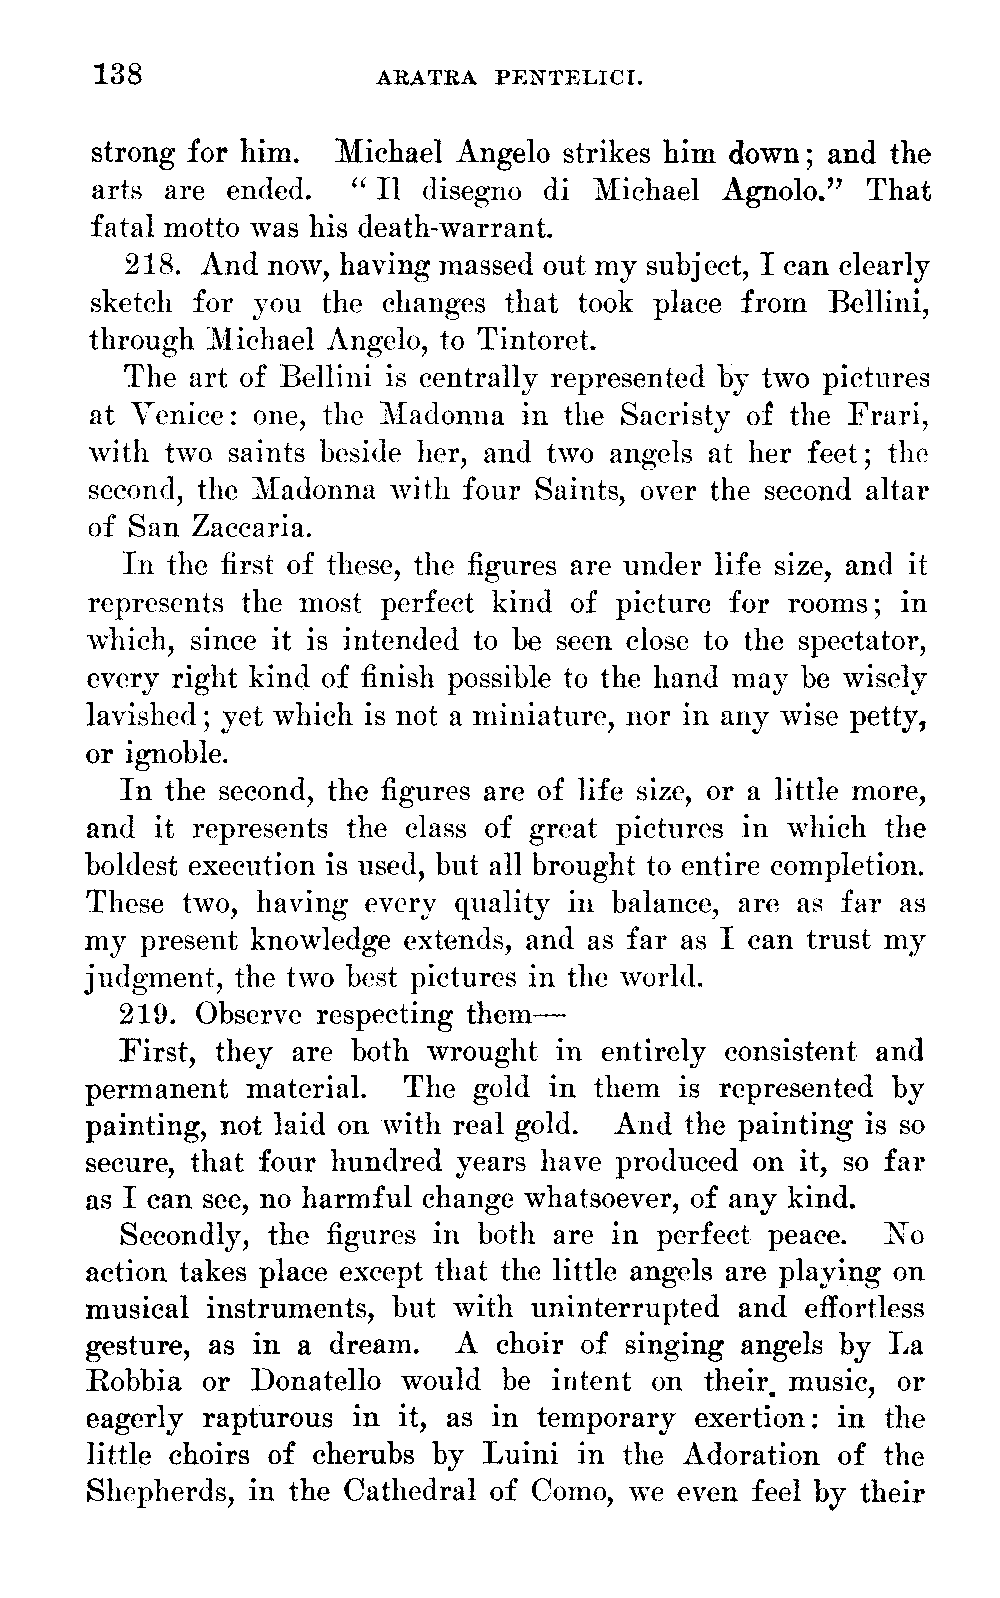 138 ARATRA PENTELICI.
strong for him. Michael Angelo strikes him down; and the
arts are ended. “Il disegno di Michael Agnolo.” That
fatal motto was his death-warrant.
218. And now, having massed out my subject, I can clearly
sketch for you the changes that took place from Bellini,
through Michael Angelo, to Tintoret.
The art of Bellini is centrally represented by two pictures
at Venice: one, the Madonna in the Sacristy of the Frari,
with two saints beside her, and two angels at her feet; the
second, the Madonna with four Saints, over the second altar
of San Zaccaria.
In the first of these, the figures are under life size, and it
represents the most perfect kind of picture for rooms; in
which, since it is intended to be seen close to the spectator,
every right kind of finish possible to the hand may be wisely
lavished; yet which is not a miniature, nor in any wise petty,
or ignoble.
In the second, the figures are of life size, or a little more,
and it represents the class of great pictures in which the
boldest execution is used, but all brought to entire completion.
These two, having every quality in balance, are as far as
my present knowledge extends, and as far as I can trust my
judgment, the two best pictures in the world.
219. Observe respecting them—
First, they are both wrought in entirely consistent and
permanent material. The gold in them is represented by
painting, not laid on with real gold. And the painting is so
secure, that four hundred years have produced on it, so far
as I can see, no harmful change whatsoever, of any kind.
Secondly, the figures in both are in perfect peace. No
action takes place except that the little angels are playing on
musical instruments, but with uninterrupted and effortless
gesture, as in a dream. A choir of singing angels by La
Robbia or Donatello would be intent on their. music, or
eagerly rapturous in it, as in temporary exertion: in the
little choirs of cherubs by Luini in the Adoration of the
Shepherds, in the Cathedral of Como, we even feel by their